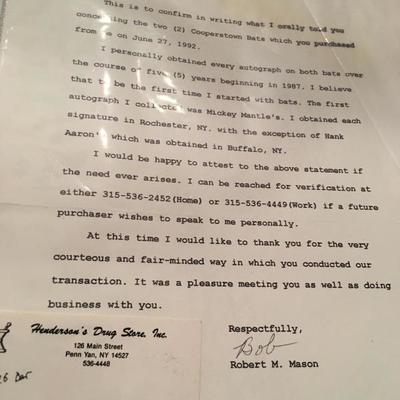 This is to confirm in writing what I orally told you
concerning the two (2) Cooperstown Bats which you purchased
from me on June 27, 1992.
I personally obtained every autograph on both bats over
the course of five (5) years beginning in 1987. I believe
that to be the first time I started with bats. The first
autograph I collected was Mickey Mantle's. I obtained each
signature in Rochester, NY. with the exception of Hank
Aaron's which was obtained in Buffalo, NY.
I would be happy to attest to the above statement if
the need ever arises. I can be reached for verification at
either 315-536-2452(Home) or 315-536-4449(Work) if a future
purchaser wishes to speak to me personally.
At this time I would like to thank you for the very
courteous and fair-minded way in which you conducted our
transaction. It was a pleasure meeting you as well as doing
business with you.
Respectfully,
Bob
Robert M. Mason
Henderson's Drug Store, Inc.
126 Main Street
Penn Yan, NY 14527
536-4448